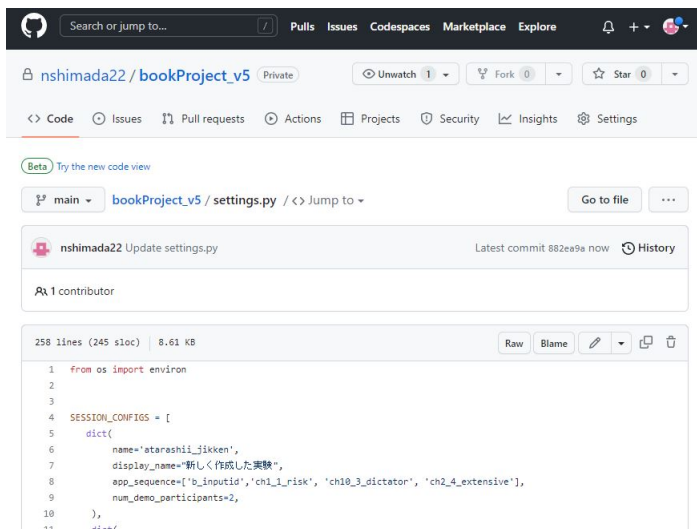 Search or jump to... / Pulls Issues Codespaces Marketplace Explore
nshimada22 / bookProject_v5 Private Unwatch 1 Fork 0 Star 0
Code Issues Pull requests Actions Projects Security Insights Settings
Beta Try the new code view
main bookProject_v5 / settings.py / <> Jump to Go to file ...
nshimada22 Update settings.py Latest commit 882ea9a now History
1 contributor
258 lines (245 sloc) 8.61 KB Raw Blame
1 from os import environ
2
3
4 SESSION_CONFIGS = [
5 dict(
6 name='atarashii_jikken',
7 display_name="新しく作成した実験",
8 app_sequence=['b_inputid','ch1_1_risk', 'ch10_3_dictator', 'ch2_4_extensive'],
9 num_demo_participants=2,
10 ),
11 dict(